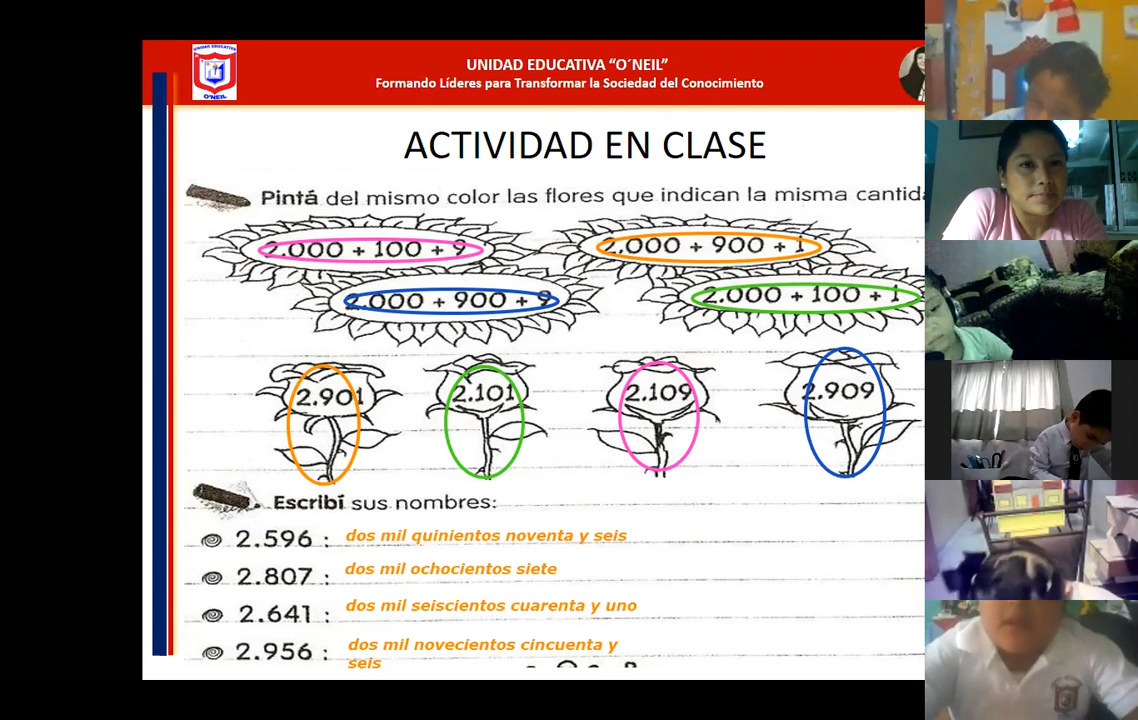 UNIDAD EDUCATIVA
O´NEIL
UNIDAD EDUCATIVA “O´NEIL”
Formando Líderes para Transformar la Sociedad del Conocimiento
ACTIVIDAD EN CLASE
Pintá del mismo color las flores que indican la misma
2.000 + 100 + 9
2.000 + 900 + 1
2.000 + 900 + 9
2.000 + 100 + 1
2.901
2.101
2.109
2.909
Escribí sus nombres:
2.596 : dos mil quinientos noventa y seis
2.807 : dos mil ochocientos siete
2.641 : dos mil seiscientos cuarenta y uno
2.956 : dos mil novecientos cincuenta y
seis